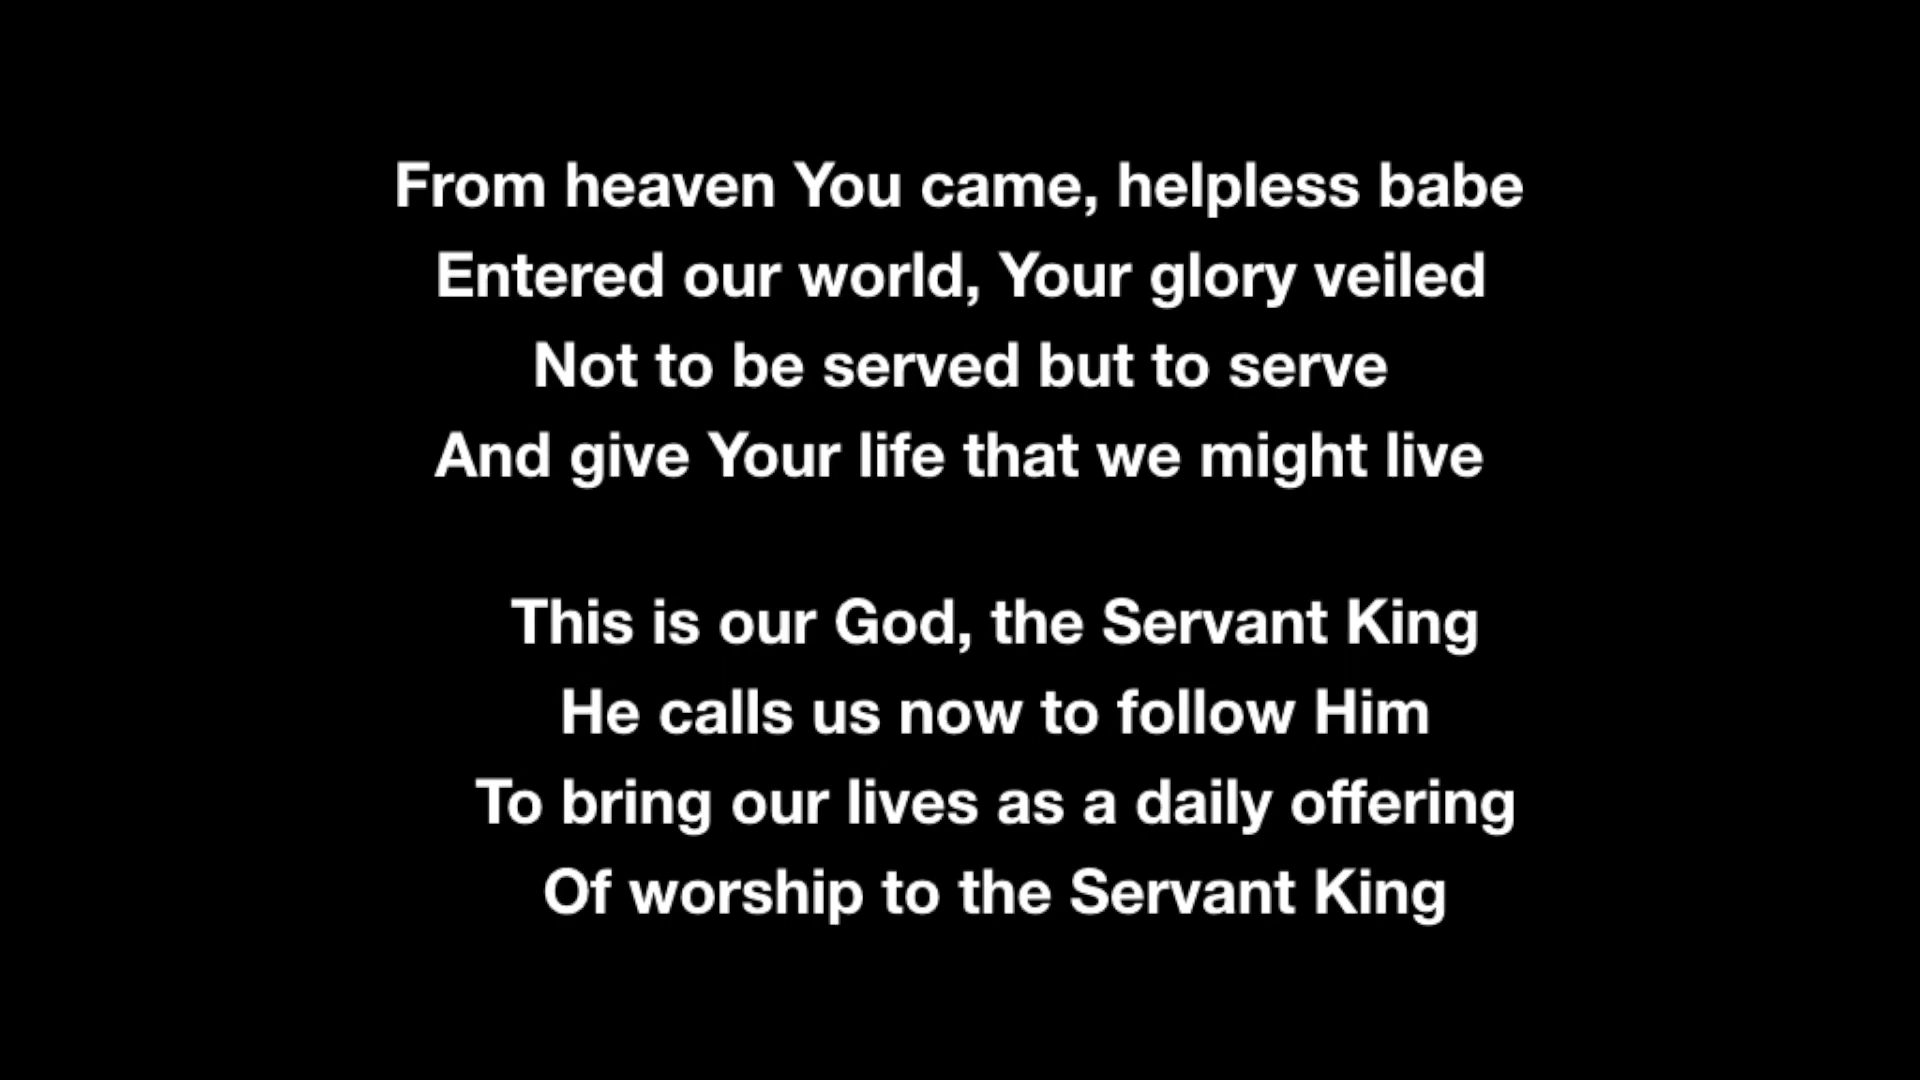 From heaven You came, helpless babe
Entered our world, Your glory veiled
Not to be served but to serve
And give Your life that we might live
This is our God, the Servant King
He calls us now to follow Him
To bring our lives as a daily offering
Of worship to the Servant King